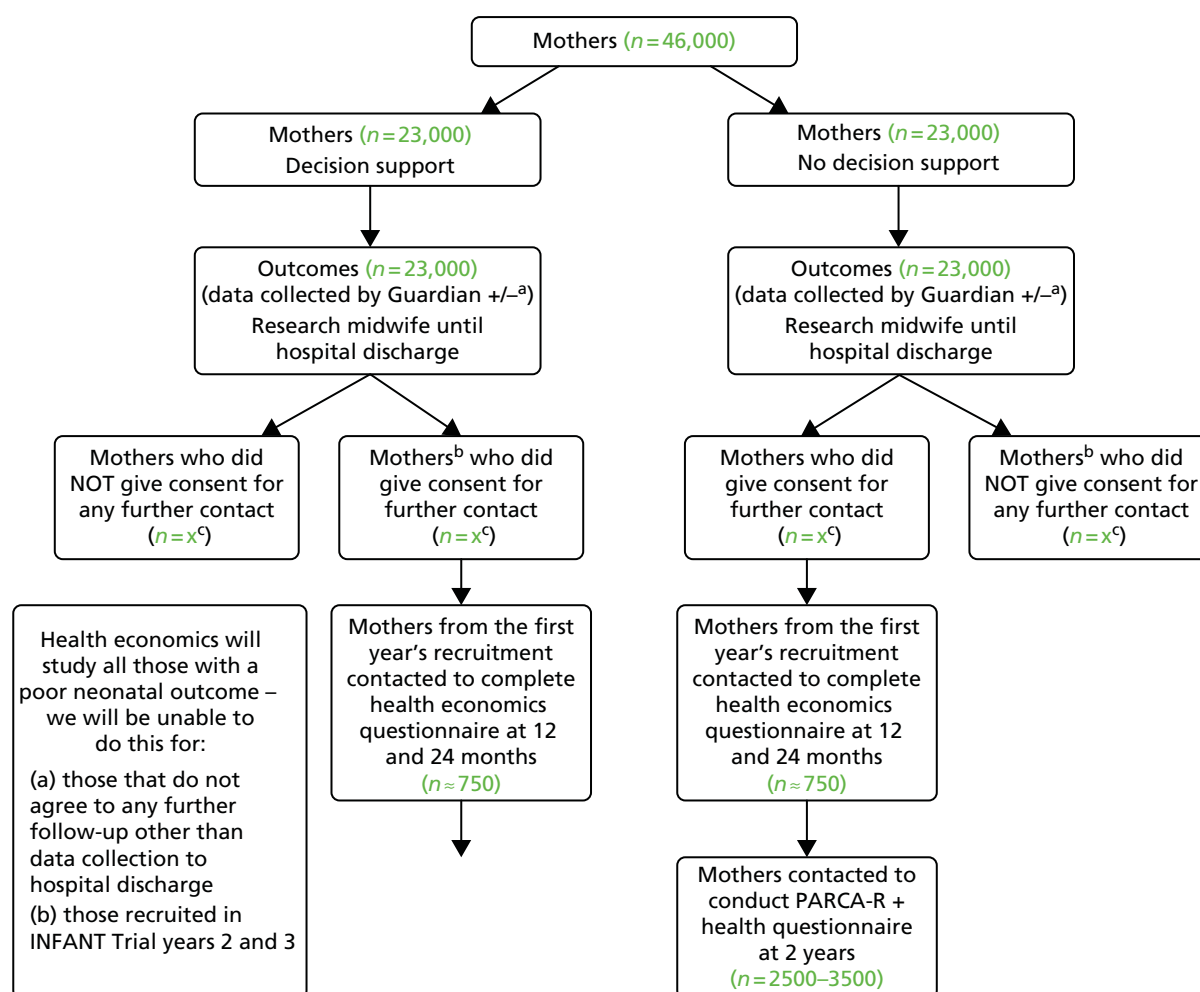 Mothers (n=46,000)
Mothers (n=23,000)
Decision support
Mothers (n=23,000)
No decision support
Outcomes (n=23,000)
(data collected by Guardian +/–ᵃ)
Research midwife until
hospital discharge
Outcomes (n=23,000)
(data collected by Guardian +/–ᵃ)
Research midwife until
hospital discharge
Mothers who did
NOT give consent for
any further contact
(n=xᶜ)
Mothersᵇ who did
give consent for
further contact
(n=xᶜ)
Mothers who did
give consent for
further contact
(n=xᶜ)
Mothersᵇ who did
NOT give consent for
any further contact
(n=xᶜ)
Health economics will
study all those with a
poor neonatal outcome –
we will be unable to
do this for:
(a) those that do not
agree to any further
follow-up other than
data collection to
hospital discharge
(b) those recruited in
INFANT Trial years 2 and 3
Mothers from the first
year's recruitment
contacted to complete
health economics
questionnaire at 12
and 24 months
(n≈750)
Mothers from the first
year's recruitment
contacted to complete
health economics
questionnaire at 12
and 24 months
(n≈750)
Mothers contacted to
conduct PARCA-R +
health questionnaire
at 2 years
(n=2500–3500)